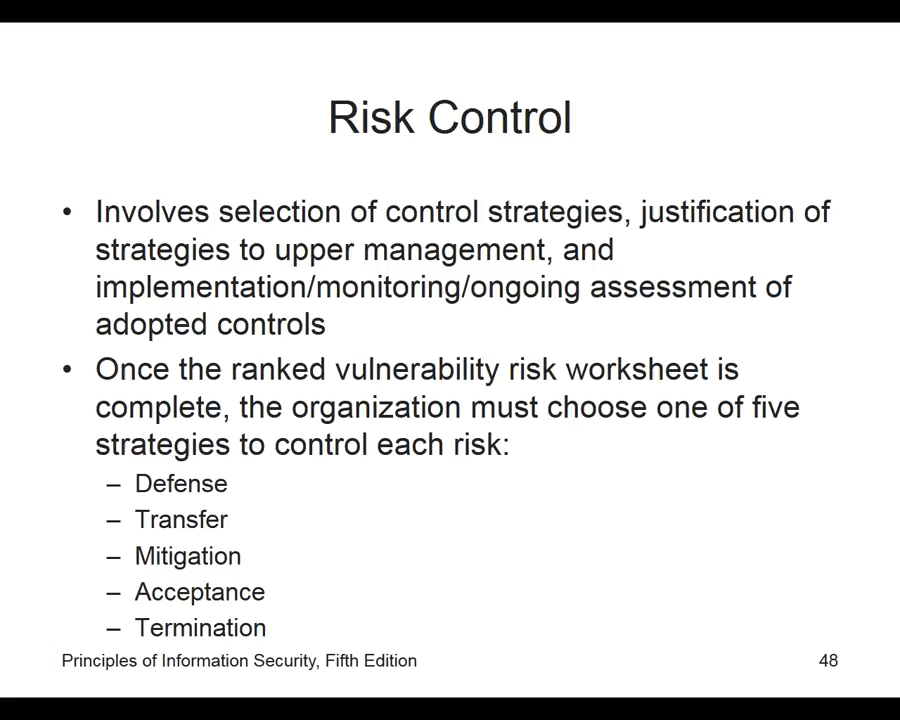 Risk Control
• Involves selection of control strategies, justification of
strategies to upper management, and
implementation/monitoring/ongoing assessment of
adopted controls
• Once the ranked vulnerability risk worksheet is
complete, the organization must choose one of five
strategies to control each risk:
– Defense
– Transfer
– Mitigation
– Acceptance
– Termination
Principles of Information Security, Fifth Edition 48